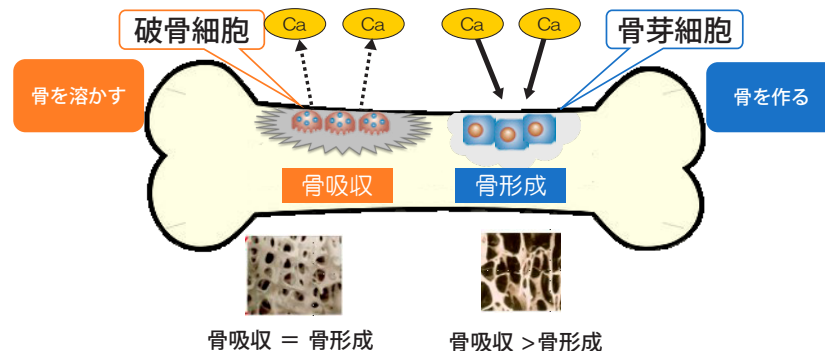 Ca
Ca
Ca
Ca
破骨細胞
骨芽細胞
骨を溶かす
骨を作る
骨吸収
骨形成
骨吸収 = 骨形成
骨吸収 >骨形成